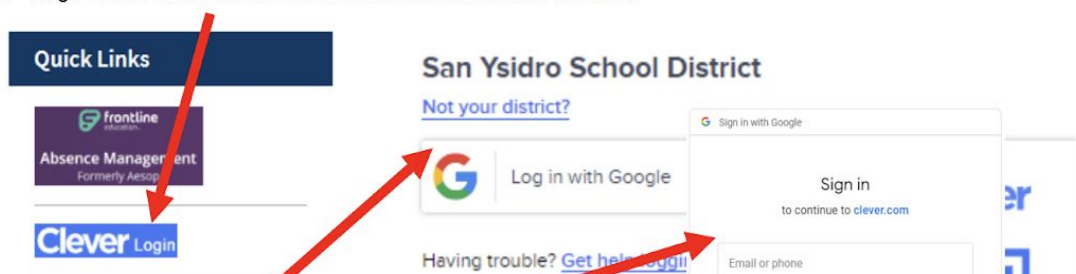 Quick Links
frontline
education.
Absence Management
Formerly Aesop
Clever Login
San Ysidro School District
Not your district?
Log in with Google
Having trouble? Get help
Sign in with Google
Sign in
to continue to clever.com
Email or phone
er